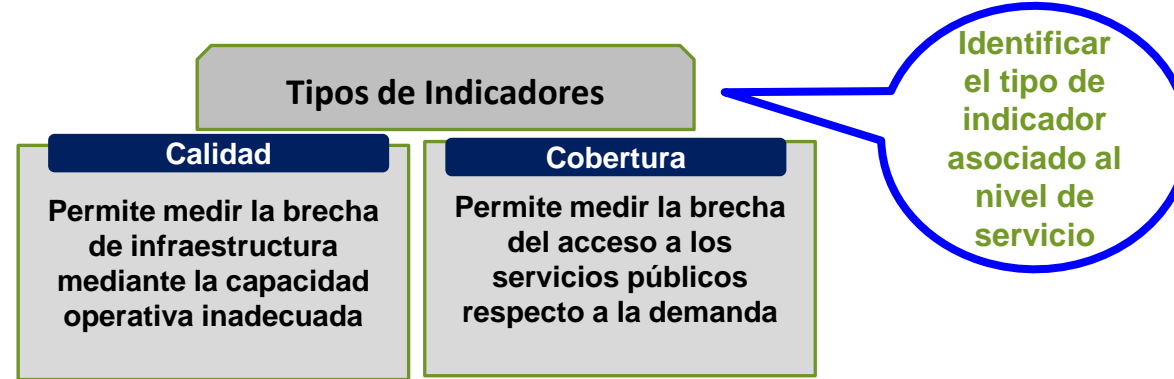 Tipos de Indicadores
Identificar
el tipo de
indicador
asociado al
nivel de
servicio
Calidad
Permite medir la brecha
de infraestructura
mediante la capacidad
operativa inadecuada
Cobertura
Permite medir la brecha
del acceso a los
servicios públicos
respecto a la demanda